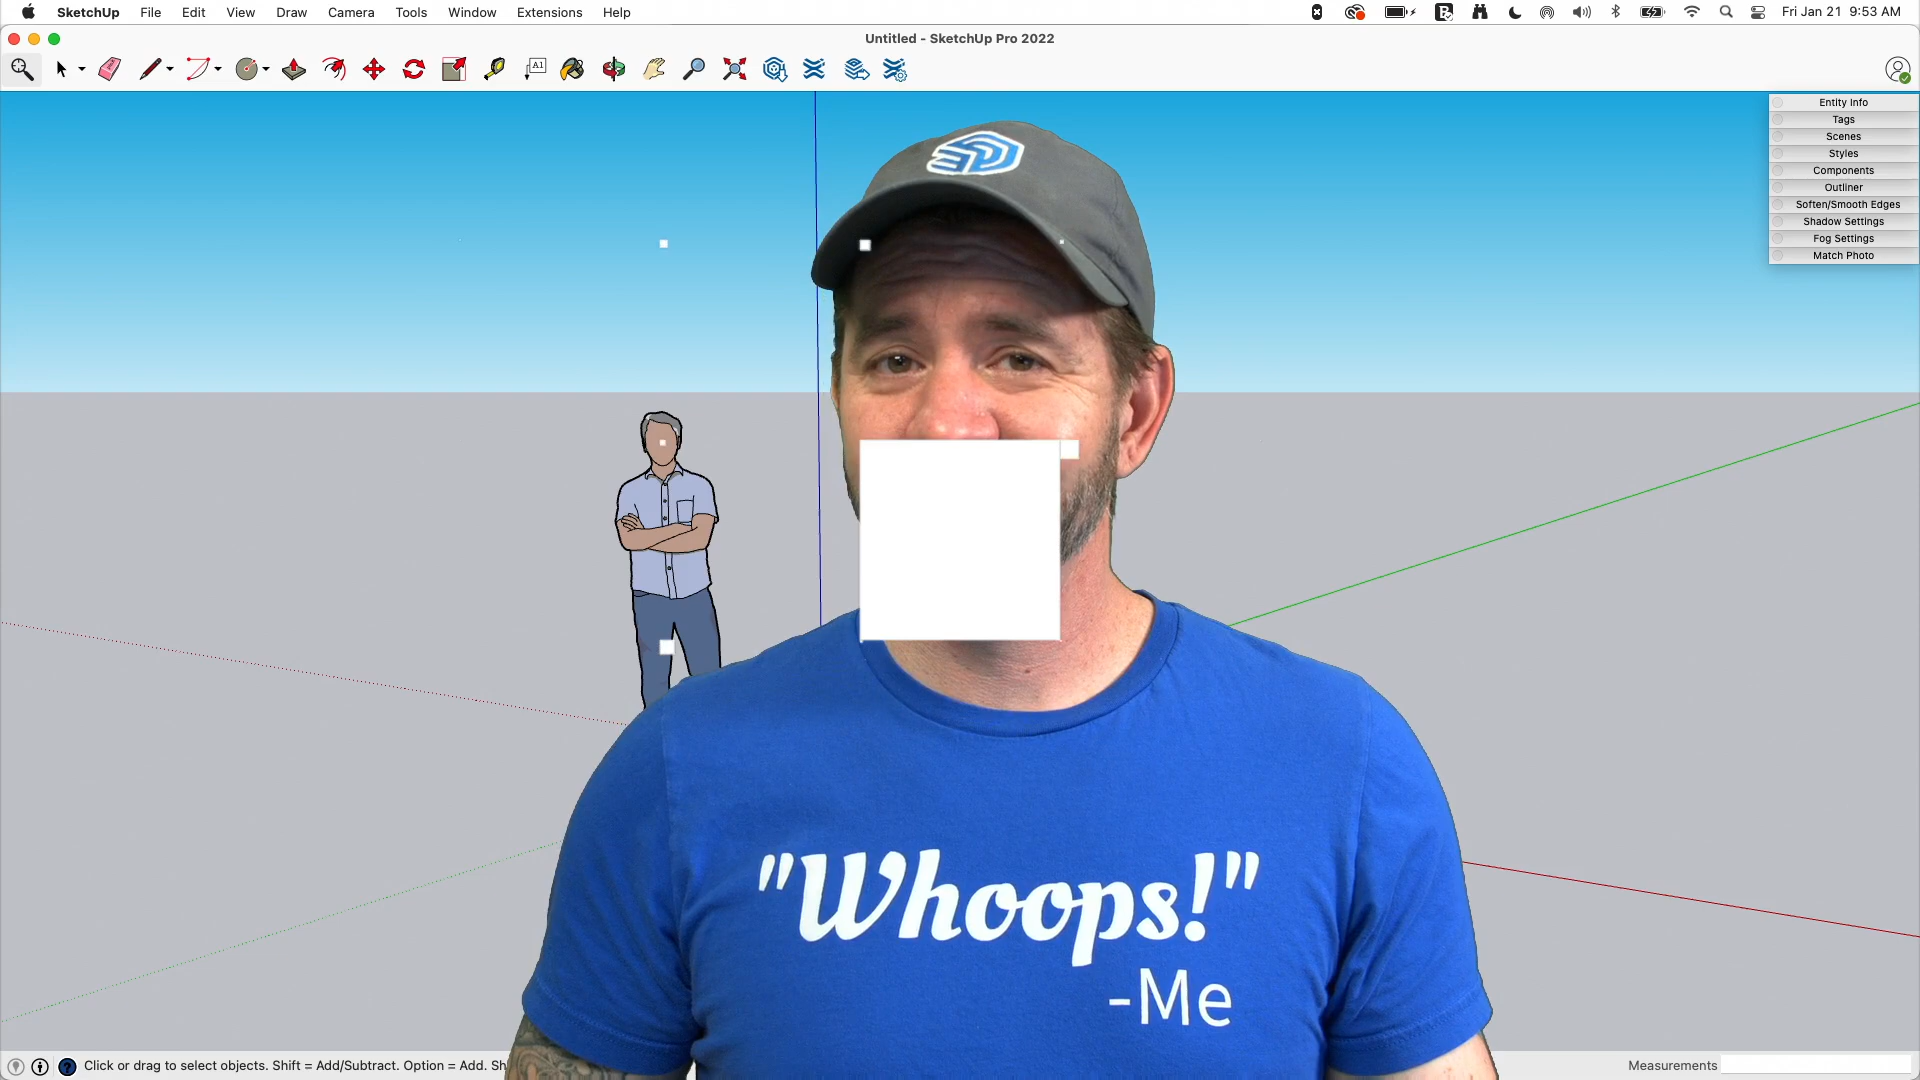 SketchUp File Edit View Draw Camera Tools Window Extensions Help Fri Jan 21 9:53 AM
Untitled - SketchUp Pro 2022
A1
Entity Info
Tags
Scenes
Styles
Components
Outliner
Soften/Smooth Edges
Shadow Settings
Fog Settings
Match Photo
"Whoops!"
-Me
Click or drag to select objects. Shift = Add/Subtract. Option = Add. Sh
Measurements